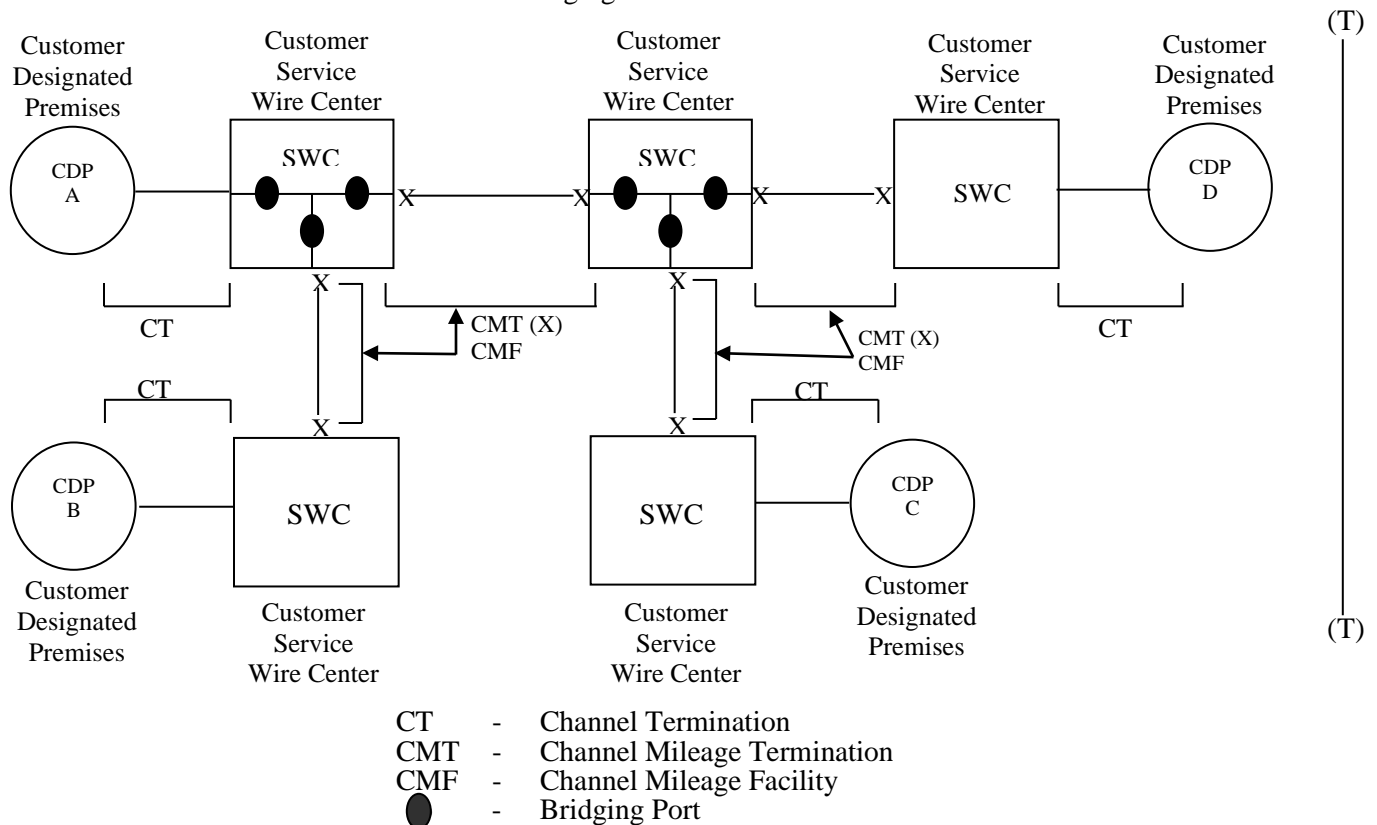 (T)
Customer
Designated
Premises
Customer
Service
Wire Center
Customer
Service
Wire Center
Customer
Service
Wire Center
Customer
Designated
Premises
CDP
A
SWC
X
X
SWC
X
X
SWC
CDP
D
X
X
CT
CMT (X)
CMF
CMT (X)
CMF
CT
CT
CT
X
X
CDP
B
SWC
SWC
CDP
C
Customer
Designated
Premises
Customer
Service
Wire Center
Customer
Service
Wire Center
Customer
Designated
Premises
(T)
CT - Channel Termination
CMT - Channel Mileage Termination
CMF - Channel Mileage Facility
- Bridging Port